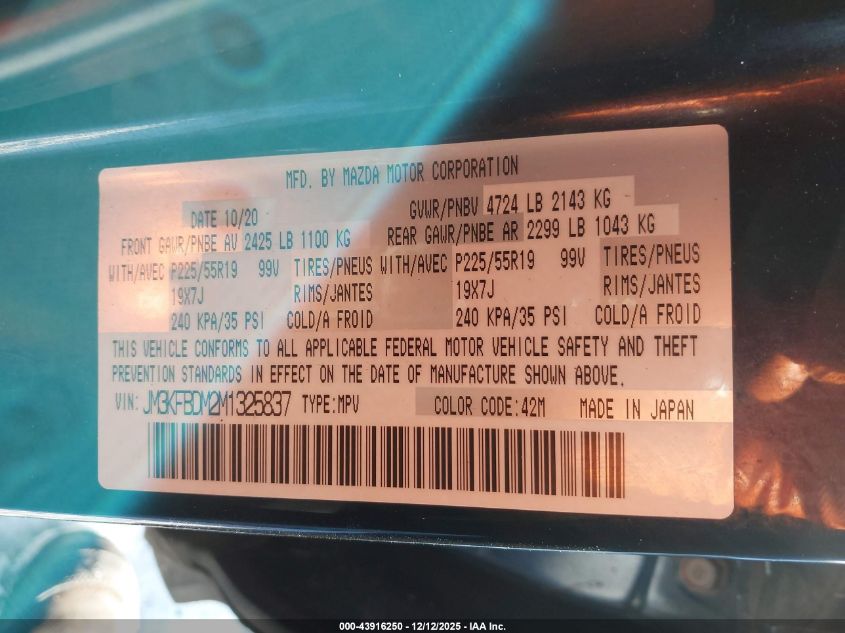 MFD. BY MAZDA MOTOR CORPORATION
DATE 10/20 GVWR/PNBV 4724 LB 2143 KG
FRONT GAWR/PNBE AV 2425 LB 1100 KG REAR GAWR/PNBE AR 2299 LB 1043 KG
WITH/AVEC P225/55R19 99V TIRES/PNEUS WITH/AVEC P225/55R19 99V TIRES/PNEUS
19X7J RIMS/JANTES 19X7J RIMS/JANTES
240 KPA/35 PSI COLD/A FROID 240 KPA/35 PSI COLD/A FROID
THIS VEHICLE CONFORMS TO ALL APPLICABLE FEDERAL MOTOR VEHICLE SAFETY AND THEFT
PREVENTION STANDARDS IN EFFECT ON THE DATE OF MANUFACTURE SHOWN ABOVE.
VIN: JM3KFBDM2M1325837 TYPE:MPV COLOR CODE:42M MADE IN JAPAN
000-43916250 - 12/12/2025 - IAA Inc.